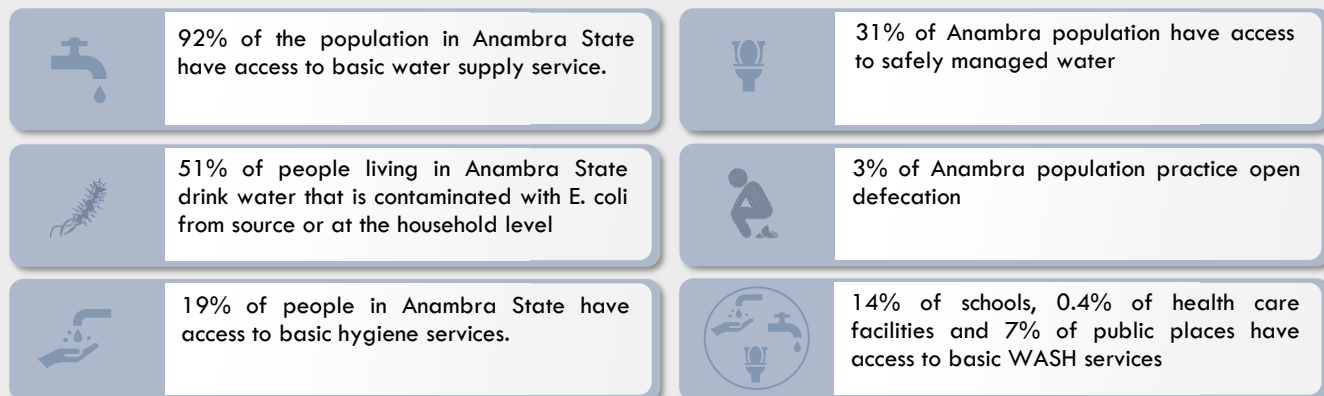 92% of the population in Anambra State
have access to basic water supply service.
31% of Anambra population have access
to safely managed water
51% of people living in Anambra State
drink water that is contaminated with E. coli
from source or at the household level
3% of Anambra population practice open
defecation
19% of people in Anambra State have
access to basic hygiene services.
14% of schools, 0.4% of health care
facilities and 7% of public places have
access to basic WASH services